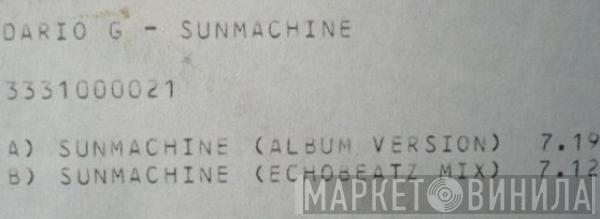 DARIO G - SUNMACHINE
3331000021
A) SUNMACHINE (ALBUM VERSION) 7.19
B) SUNMACHINE (ECHOBEATZ MIX) 7.12
МАРКЕТ ВИНИЛА